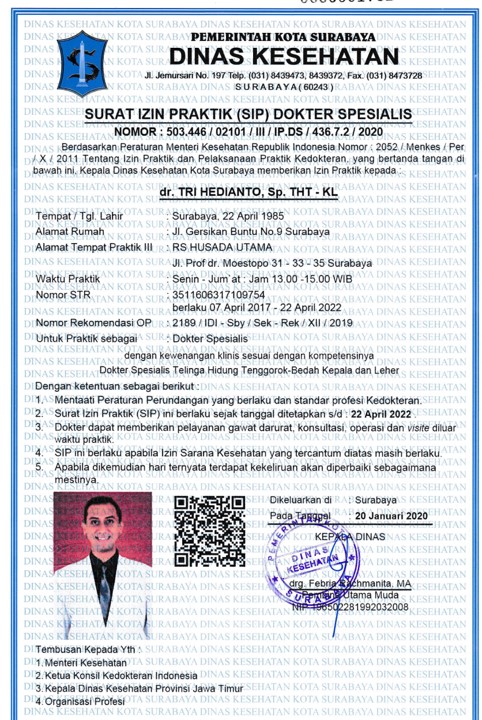 PEMERINTAH KOTA SURABAYA
DINAS KESEHATAN
Jl. Jemursari No. 197 Telp. (031) 8439473, 8439372, Fax. (031) 8473728
SURABAYA ( 60243 )
SURAT IZIN PRAKTIK (SIP) DOKTER SPESIALIS
NOMOR : 503.446 / 02101 / III / IP.DS / 436.7.2 / 2020
Berdasarkan Peraturan Menteri Kesehatan Republik Indonesia Nomor : 2052 / Menkes / Per
/ X / 2011 Tentang Izin Praktik dan Pelaksanaan Praktik Kedokteran, yang bertanda tangan di
bawah ini, Kepala Dinas Kesehatan Kota Surabaya memberikan Izin Praktik kepada :
dr. TRI HEDIANTO, Sp. THT - KL
Tempat / Tgl. Lahir : Surabaya, 22 April 1985
Alamat Rumah : Jl. Gersikan Buntu No.9 Surabaya
Alamat Tempat Praktik III : RS HUSADA UTAMA
Jl. Prof dr. Moestopo 31 - 33 - 35 Surabaya
Waktu Praktik : Senin - Jum`at : Jam 13.00 -15.00 WIB
Nomor STR : 3511606317109754
berlaku 07 April 2017 - 22 April 2022
Nomor Rekomendasi OP : 2189 / IDI - Sby / Sek - Rek / XII / 2019
Untuk Praktik sebagai : Dokter Spesialis
dengan kewenangan klinis sesuai dengan kompetensinya
Dokter Spesialis Telinga Hidung Tenggorok-Bedah Kepala dan Leher
Dengan ketentuan sebagai berikut :
1. Mentaati Peraturan Perundangan yang berlaku dan standar profesi Kedokteran.
2. Surat Izin Praktik (SIP) ini berlaku sejak tanggal ditetapkan s/d : 22 April 2022 .
3. Dokter dapat memberikan pelayanan gawat darurat, konsultasi, operasi dan visite diluar
waktu praktik.
4. SIP ini berlaku apabila Izin Sarana Kesehatan yang tercantum diatas masih berlaku.
5. Apabila dikemudian hari ternyata terdapat kekeliruan akan diperbaiki sebagaimana
mestinya.
Dikeluarkan di : Surabaya
Pada Tanggal : 20 Januari 2020
KEPALA DINAS
PEMERINTAH KOTA
DINAS
KESEHATAN
SURABAYA
drg. Febria Rachmanita, MA
Pembina Utama Muda
NIP 196502281992032008
Tembusan Kepada Yth :
1. Menteri Kesehatan
2. Ketua Konsil Kedokteran Indonesia
3. Kepala Dinas Kesehatan Provinsi Jawa Timur
4. Organisasi Profesi